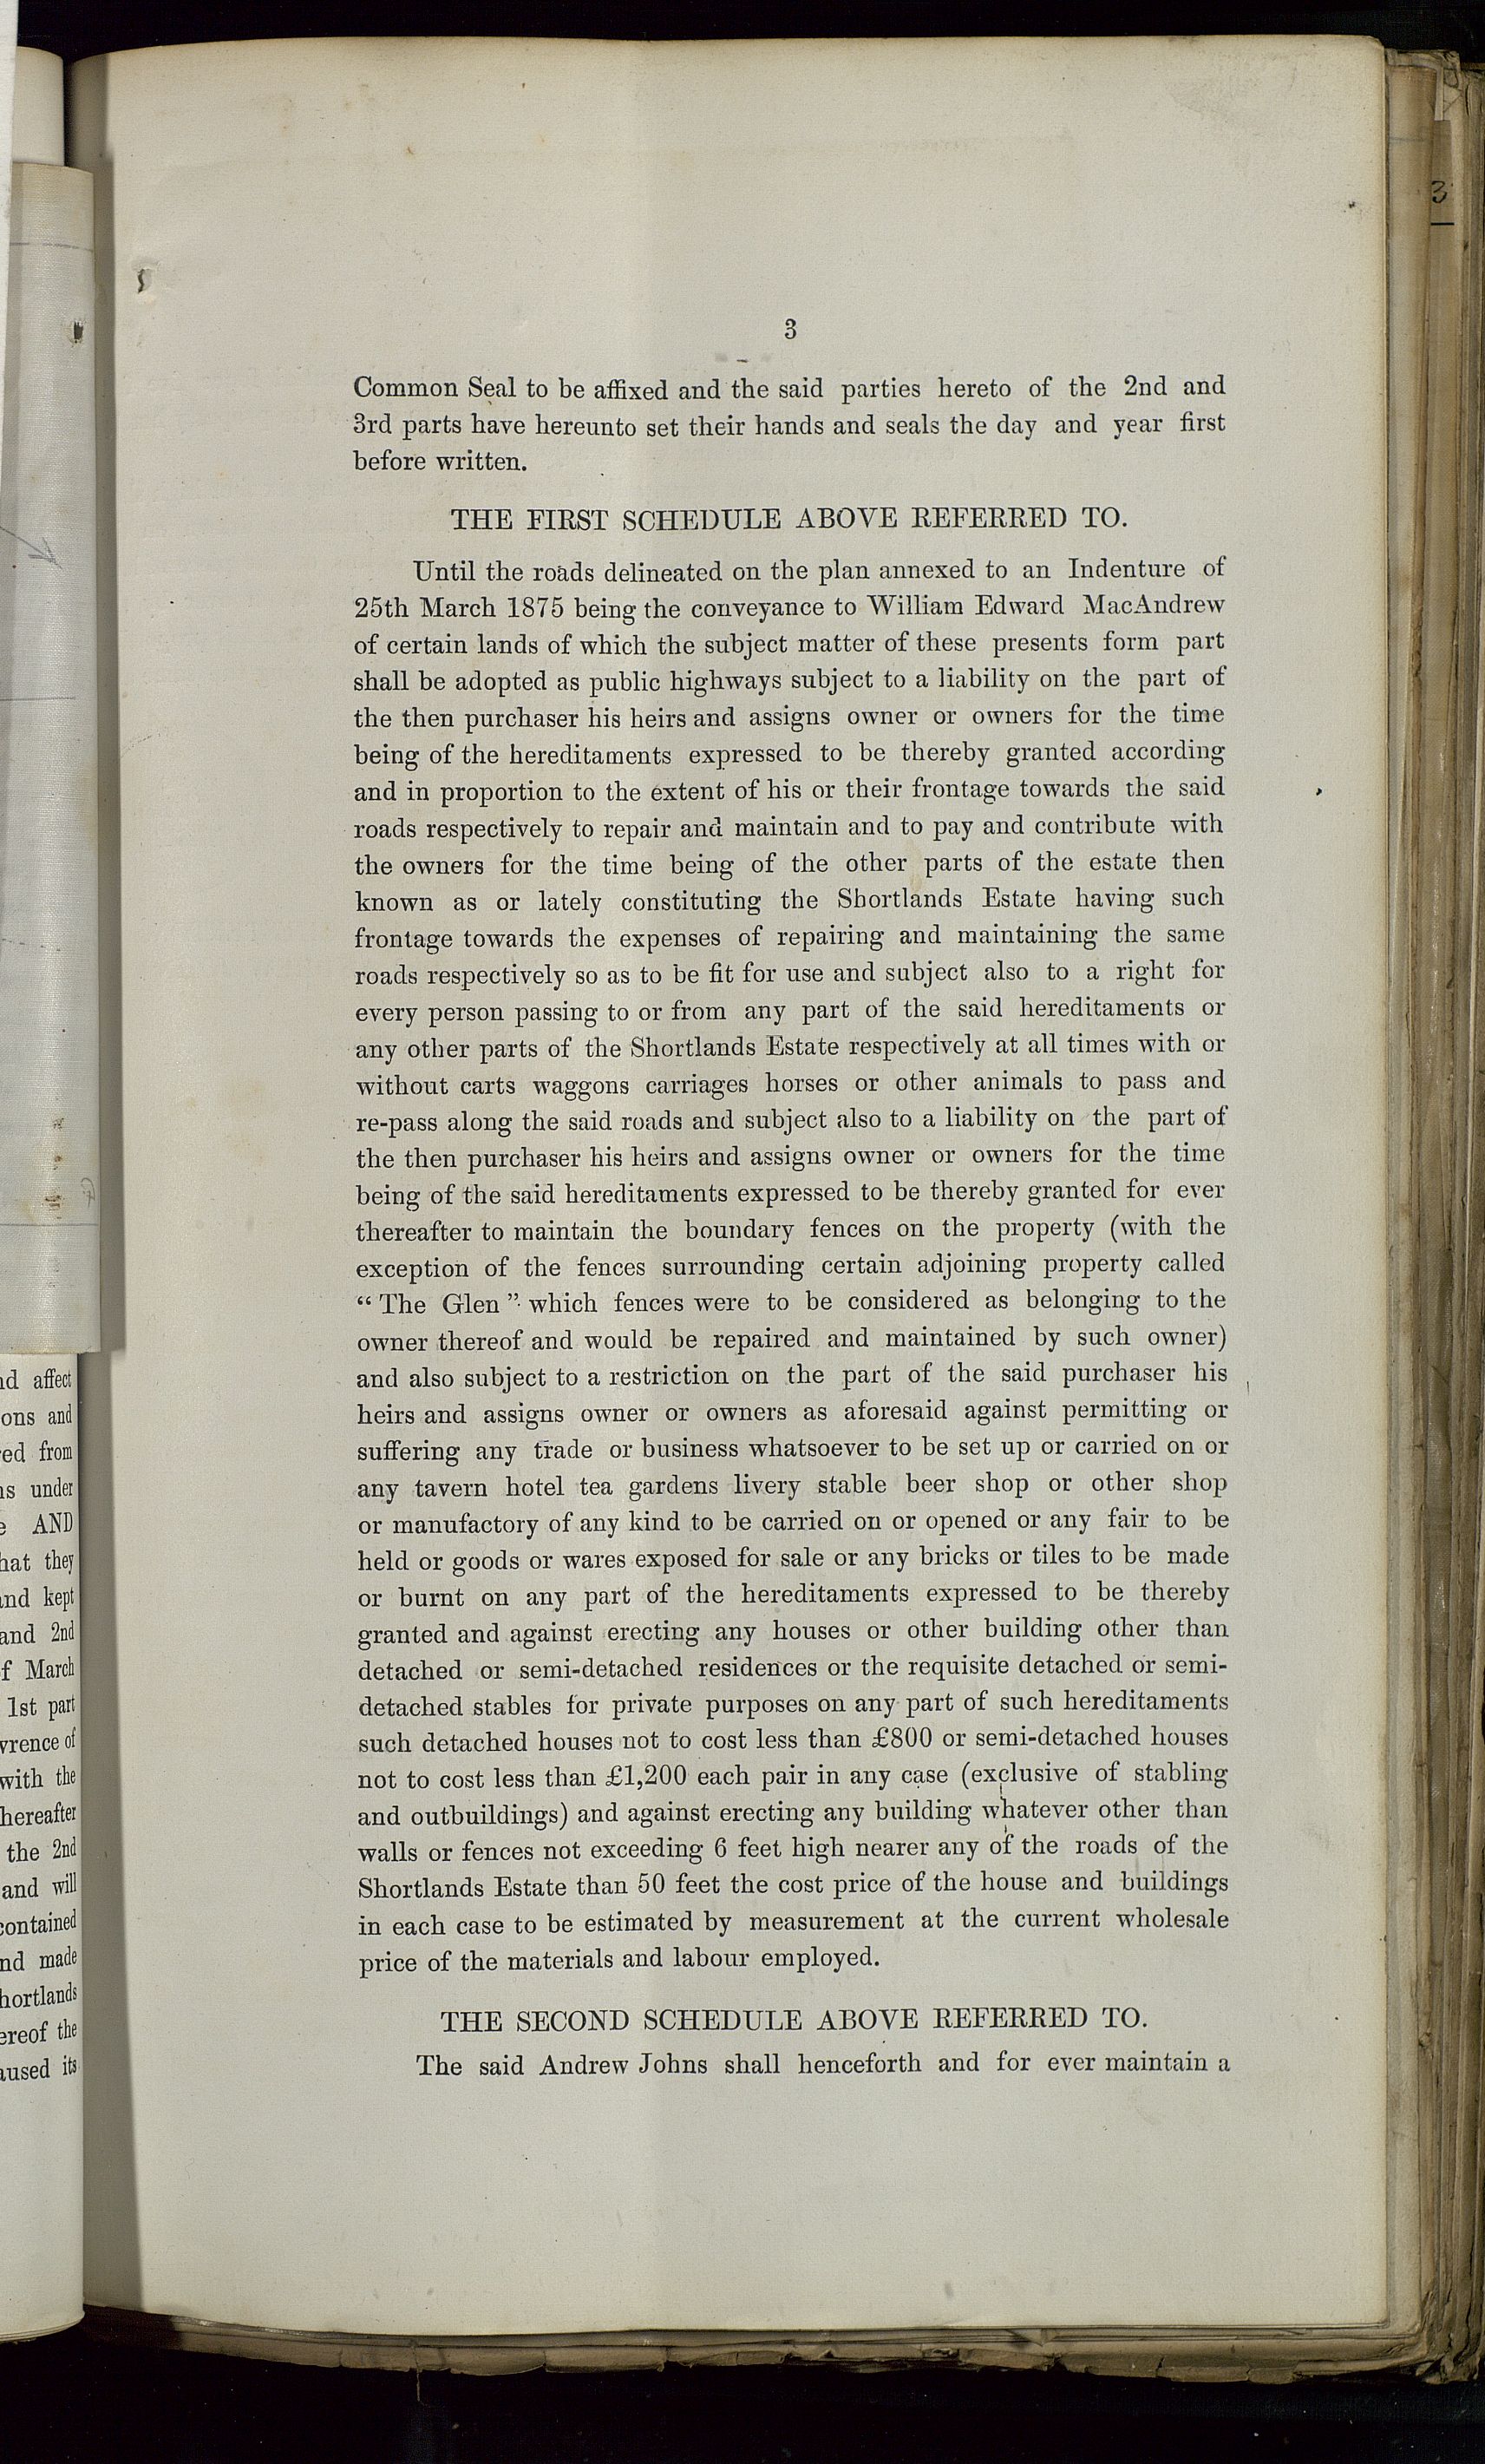 3
Common Seal to be affixed and the said parties hereto of the 2nd and
3rd parts have hereunto set their hands and seals the day and year first
before written.
THE FIRST SCHEDULE ABOVE REFERRED TO.
Until the roads delineated on the plan annexed to an Indenture of
25th March 1875 being the conveyance to William Edward MacAndrew
of certain lands of which the subject matter of these presents form part
shall be adopted as public highways subject to a liability on the part of
the then purchaser his heirs and assigns owner or owners for the time
being of the hereditaments expressed to be thereby granted according
and in proportion to the extent of his or their frontage towards the said
roads respectively to repair and maintain and to pay and contribute with
the owners for the time being of the other parts of the estate then
known as or lately constituting the Shortlands Estate having such
frontage towards the expenses of repairing and maintaining the same
roads respectively so as to be fit for use and subject also to a right for
every person passing to or from any part of the said hereditaments or
any other parts of the Shortlands Estate respectively at all times with or
without carts waggons carriages horses or other animals to pass and
re-pass along the said roads and subject also to a liability on the part of
the then purchaser his heirs and assigns owner or owners for the time
being of the said hereditaments expressed to be thereby granted for ever
thereafter to maintain the boundary fences on the property (with the
exception of the fences surrounding certain adjoining property called
“ The Glen ” which fences were to be considered as belonging to the
owner thereof and would be repaired and maintained by such owner)
and also subject to a restriction on the part of the said purchaser his
heirs and assigns owner or owners as aforesaid against permitting or
suffering any trade or business whatsoever to be set up or carried on or
any tavern hotel tea gardens livery stable beer shop or other shop
or manufactory of any kind to be carried on or opened or any fair to be
held or goods or wares exposed for sale or any bricks or tiles to be made
or burnt on any part of the hereditaments expressed to be thereby
granted and against erecting any houses or other building other than
detached or semi-detached residences or the requisite detached or semi-
detached stables for private purposes on any part of such hereditaments
such detached houses not to cost less than £800 or semi-detached houses
not to cost less than £1,200 each pair in any case (exclusive of stabling
and outbuildings) and against erecting any building whatever other than
walls or fences not exceeding 6 feet high nearer any of the roads of the
Shortlands Estate than 50 feet the cost price of the house and buildings
in each case to be estimated by measurement at the current wholesale
price of the materials and labour employed.
THE SECOND SCHEDULE ABOVE REFERRED TO.
The said Andrew Johns shall henceforth and for ever maintain a
affect
and
from
under
AND
they
kept
and 2nd
March
1st part
of
with the
hereafter
the 2nd
and will
made
the
its
3